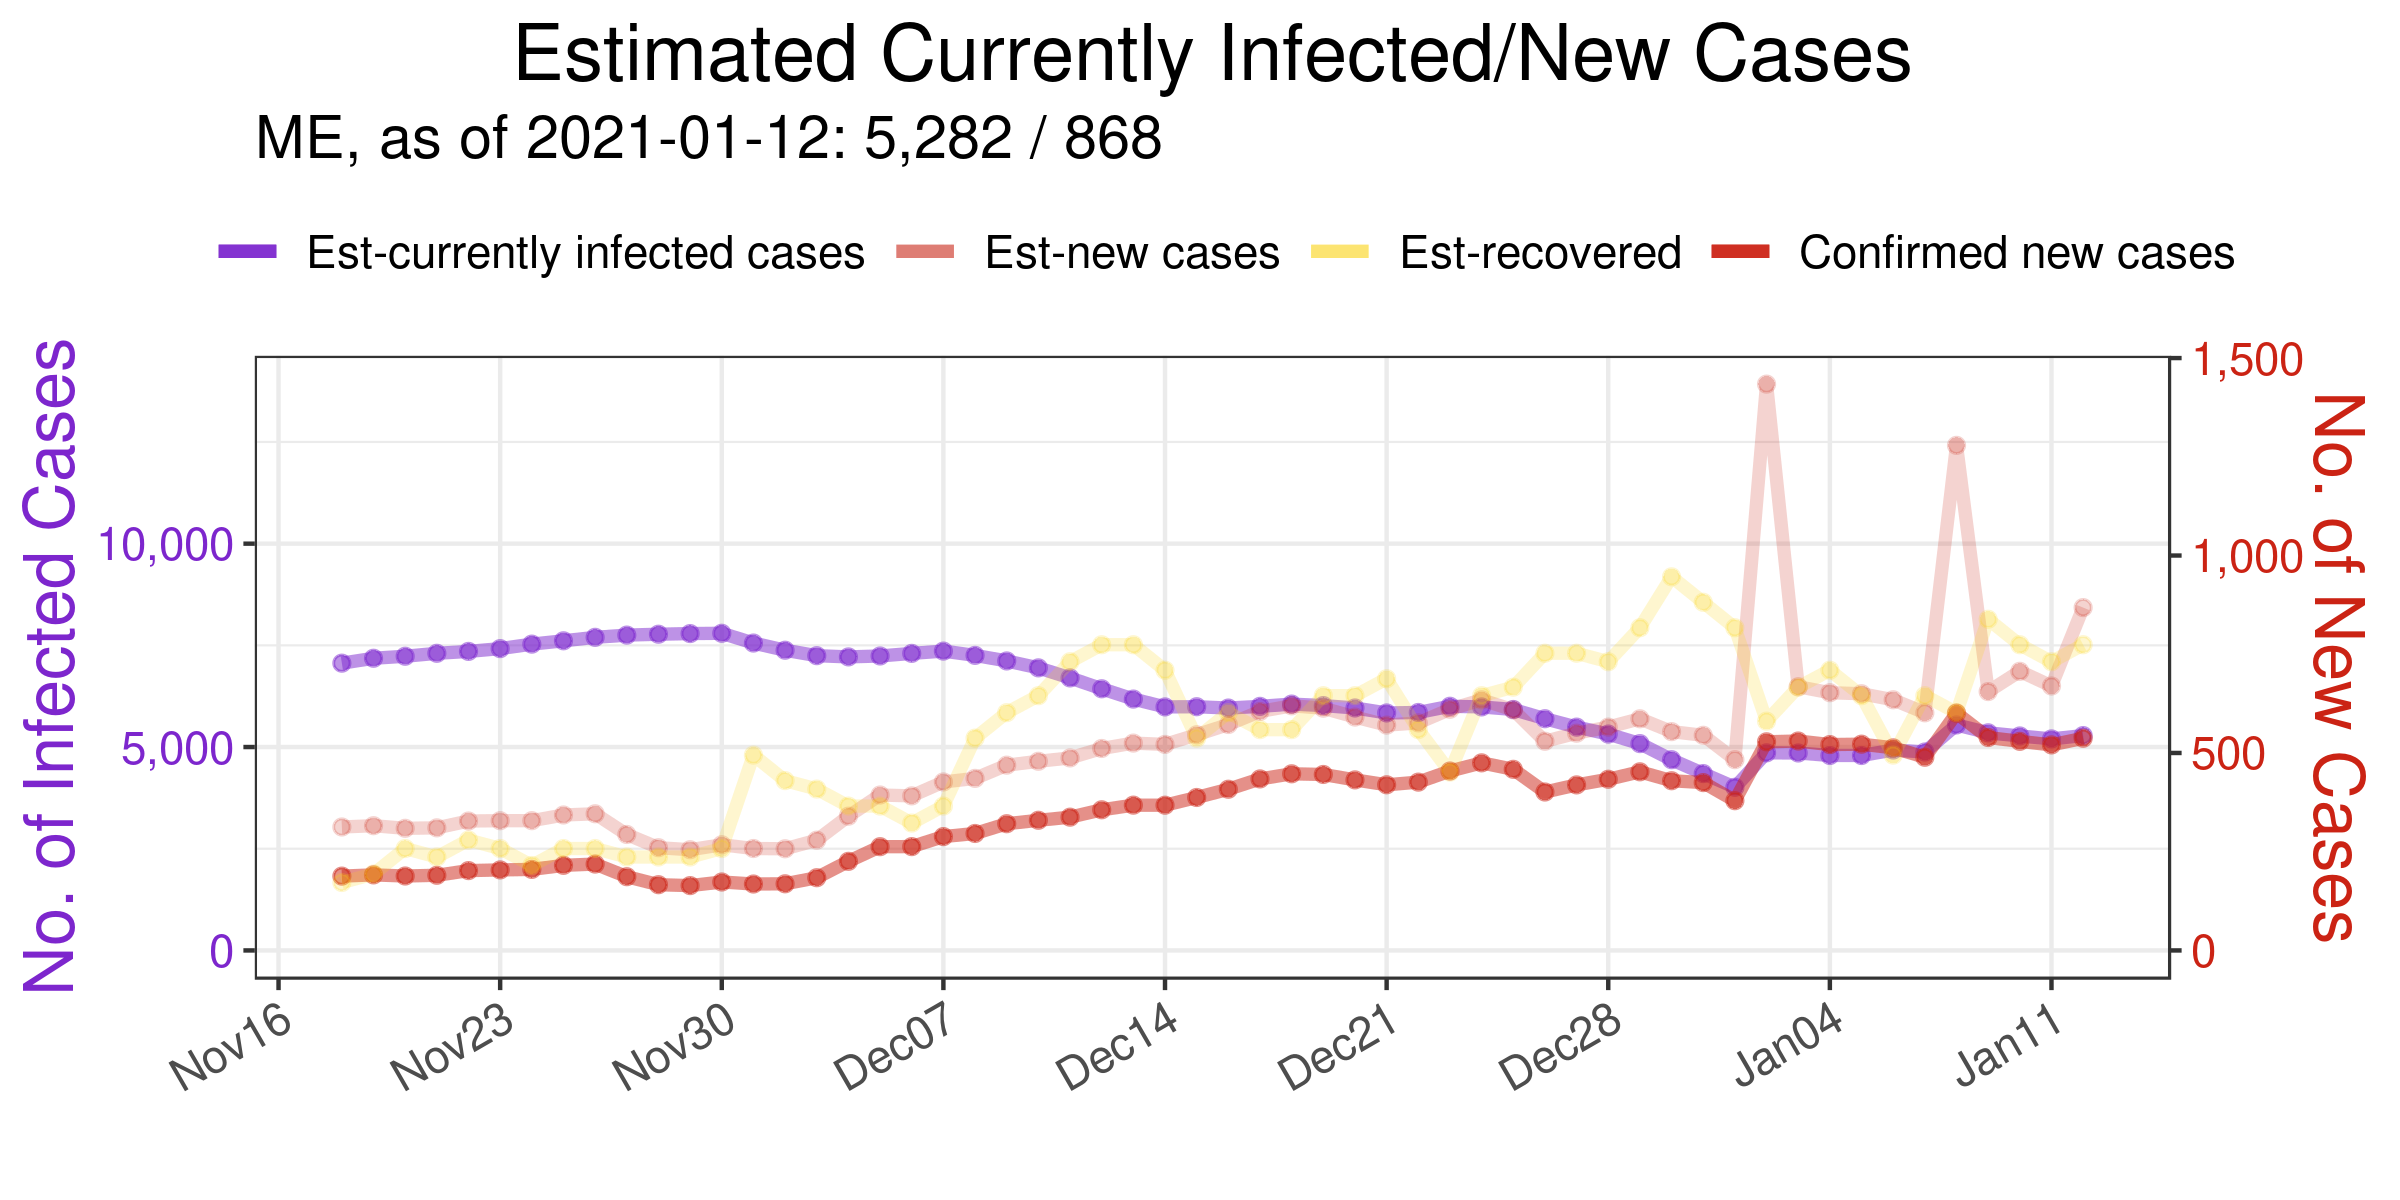 Estimated Currently Infected/New Cases
ME, as of 2021-01-12: 5,282 / 868
Est-currently infected cases Est-new cases Est-recovered Confirmed new cases
No. of Infected Cases
10,000
5,000
0
1,500
1,000
500
0
No. of New Cases
Nov16 Nov23 Nov30 Dec07 Dec14 Dec21 Dec28 Jan04 Jan11